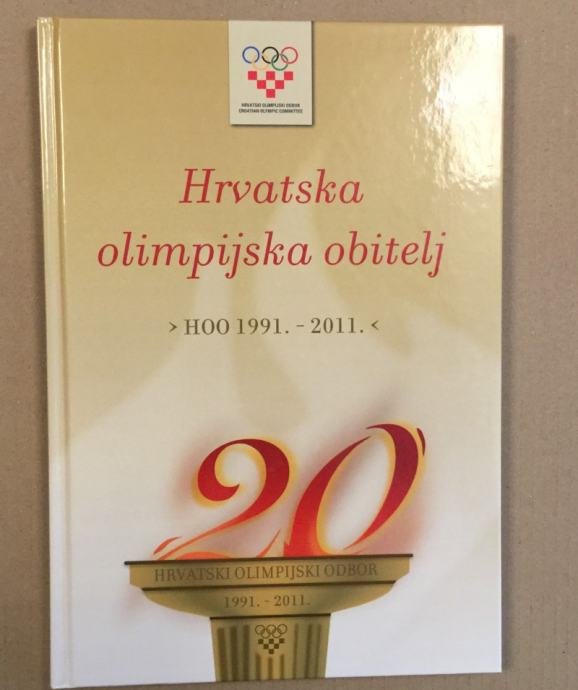 HRVATSKI OLIMPIJSKI ODBOR
CROATIAN OLYMPIC COMMITTEE
Hrvatska
olimpijska obitelj
> HOO 1991. - 2011. <
20
HRVATSKI OLIMPIJSKI ODBOR
1991. - 2011.